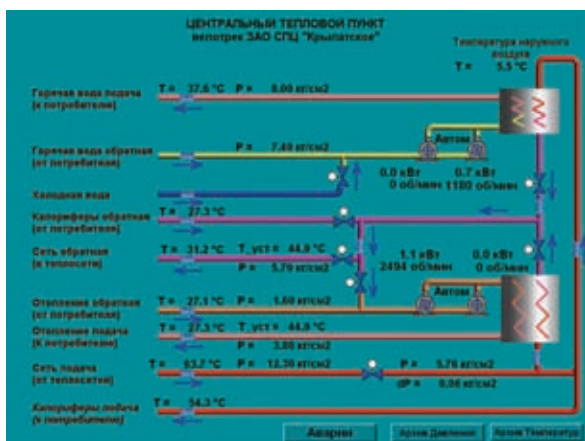 ЦЕНТРАЛЬНЫЙ ТЕПЛОВОЙ ПУНКТ
велотрек ЗАО СПЦ "Крылатское"
Температура наружного
воздуха
T = 5.5 °C
Горячая вода подача
(к потребителю)
T = 37.6 °C P = 8.00 кг/см2
Горячая вода обратная
(от потребителя)
P = 7.40 кг/см2
Автом
0.0 кВт 0.7 кВт
0 об/мин 1180 об/мин
Холодная вода
Калориферы обратная
(от потребителя)
T = 27.3 °C
Сеть обратная
(к теплосети)
T = 31.2 °C T_уст = 44.9 °C
P = 5.70 кг/см2
1.1 кВт 0.0 кВт
2494 об/мин 0 об/мин
Автом
Отопление обратная
(от потребителя)
T = 27.1 °C P = 1.60 кг/см2
Отопление подача
(К потребителю)
T = 27.3 °C T_уст = 44.9 °C
P = 3.80 кг/см2
Сеть подача
(от теплосети)
T = 63.7 °C P = 12.30 кг/см2
P = 5.76 кг/см2
dP = 0.06 кг/см2
Калориферы подача
(к потребителю)
T = 54.3 °C
Аварии
Архив Давления
Архив Температур